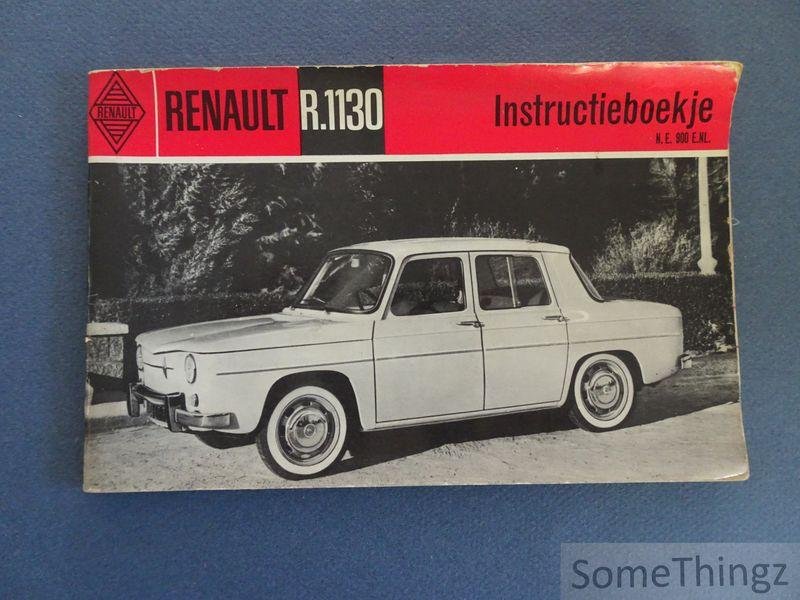 RENAULT
RENAULT R.1130
Instructieboekje
N.E. 900 E.NL.
SomeThingz